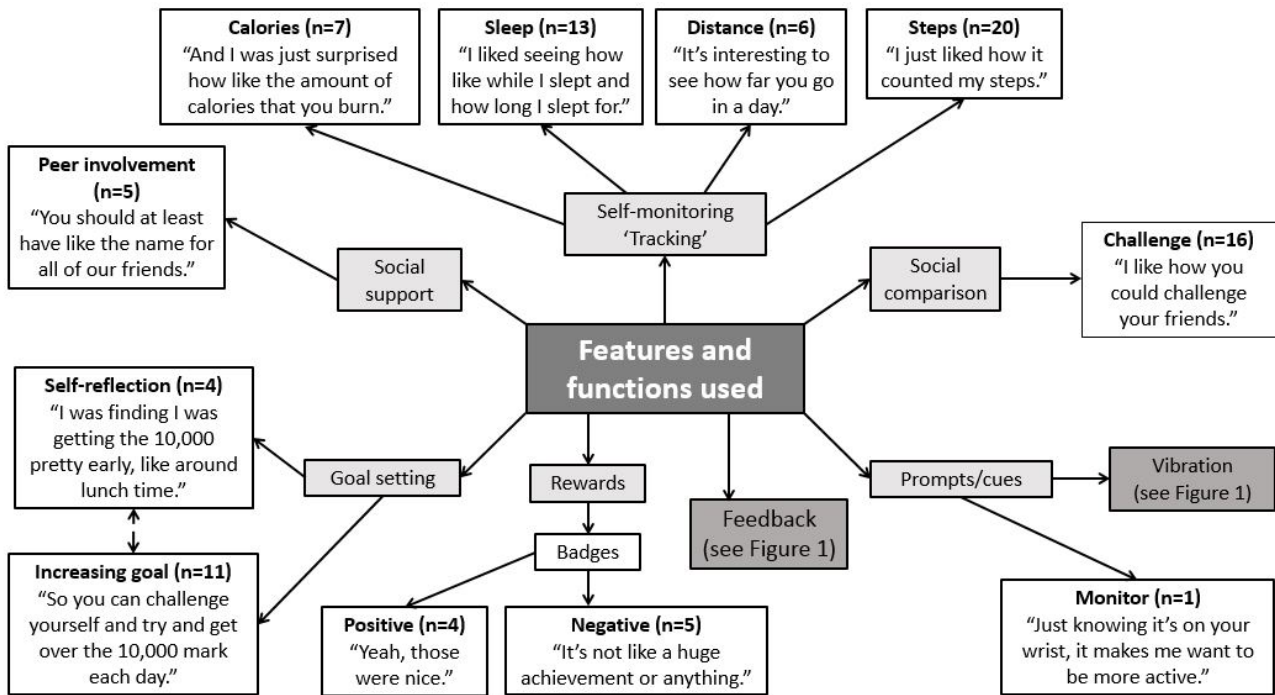 Calories (n=7)
“And I was just surprised
how like the amount of
calories that you burn.”
Sleep (n=13)
“I liked seeing how
like while I slept and
how long I slept for.”
Distance (n=6)
“It’s interesting to
see how far you go
in a day.”
Steps (n=20)
“I just liked how it
counted my steps.”
Peer involvement
(n=5)
“You should at least
have like the name for
all of our friends.”
Self-monitoring
‘Tracking’
Social
support
Social
comparison
Challenge (n=16)
“I like how you
could challenge
your friends.”
Features and
functions used
Self-reflection (n=4)
“I was finding I was
getting the 10,000
pretty early, like around
lunch time.”
Goal setting
Rewards
Badges
Feedback
(see Figure 1)
Prompts/cues
Vibration
(see Figure 1)
Increasing goal (n=11)
“So you can challenge
yourself and try and get
over the 10,000 mark
each day.”
Positive (n=4)
“Yeah, those
were nice.”
Negative (n=5)
“It’s not like a huge
achievement or anything.”
Monitor (n=1)
“Just knowing it’s on your
wrist, it makes me want to
be more active.”